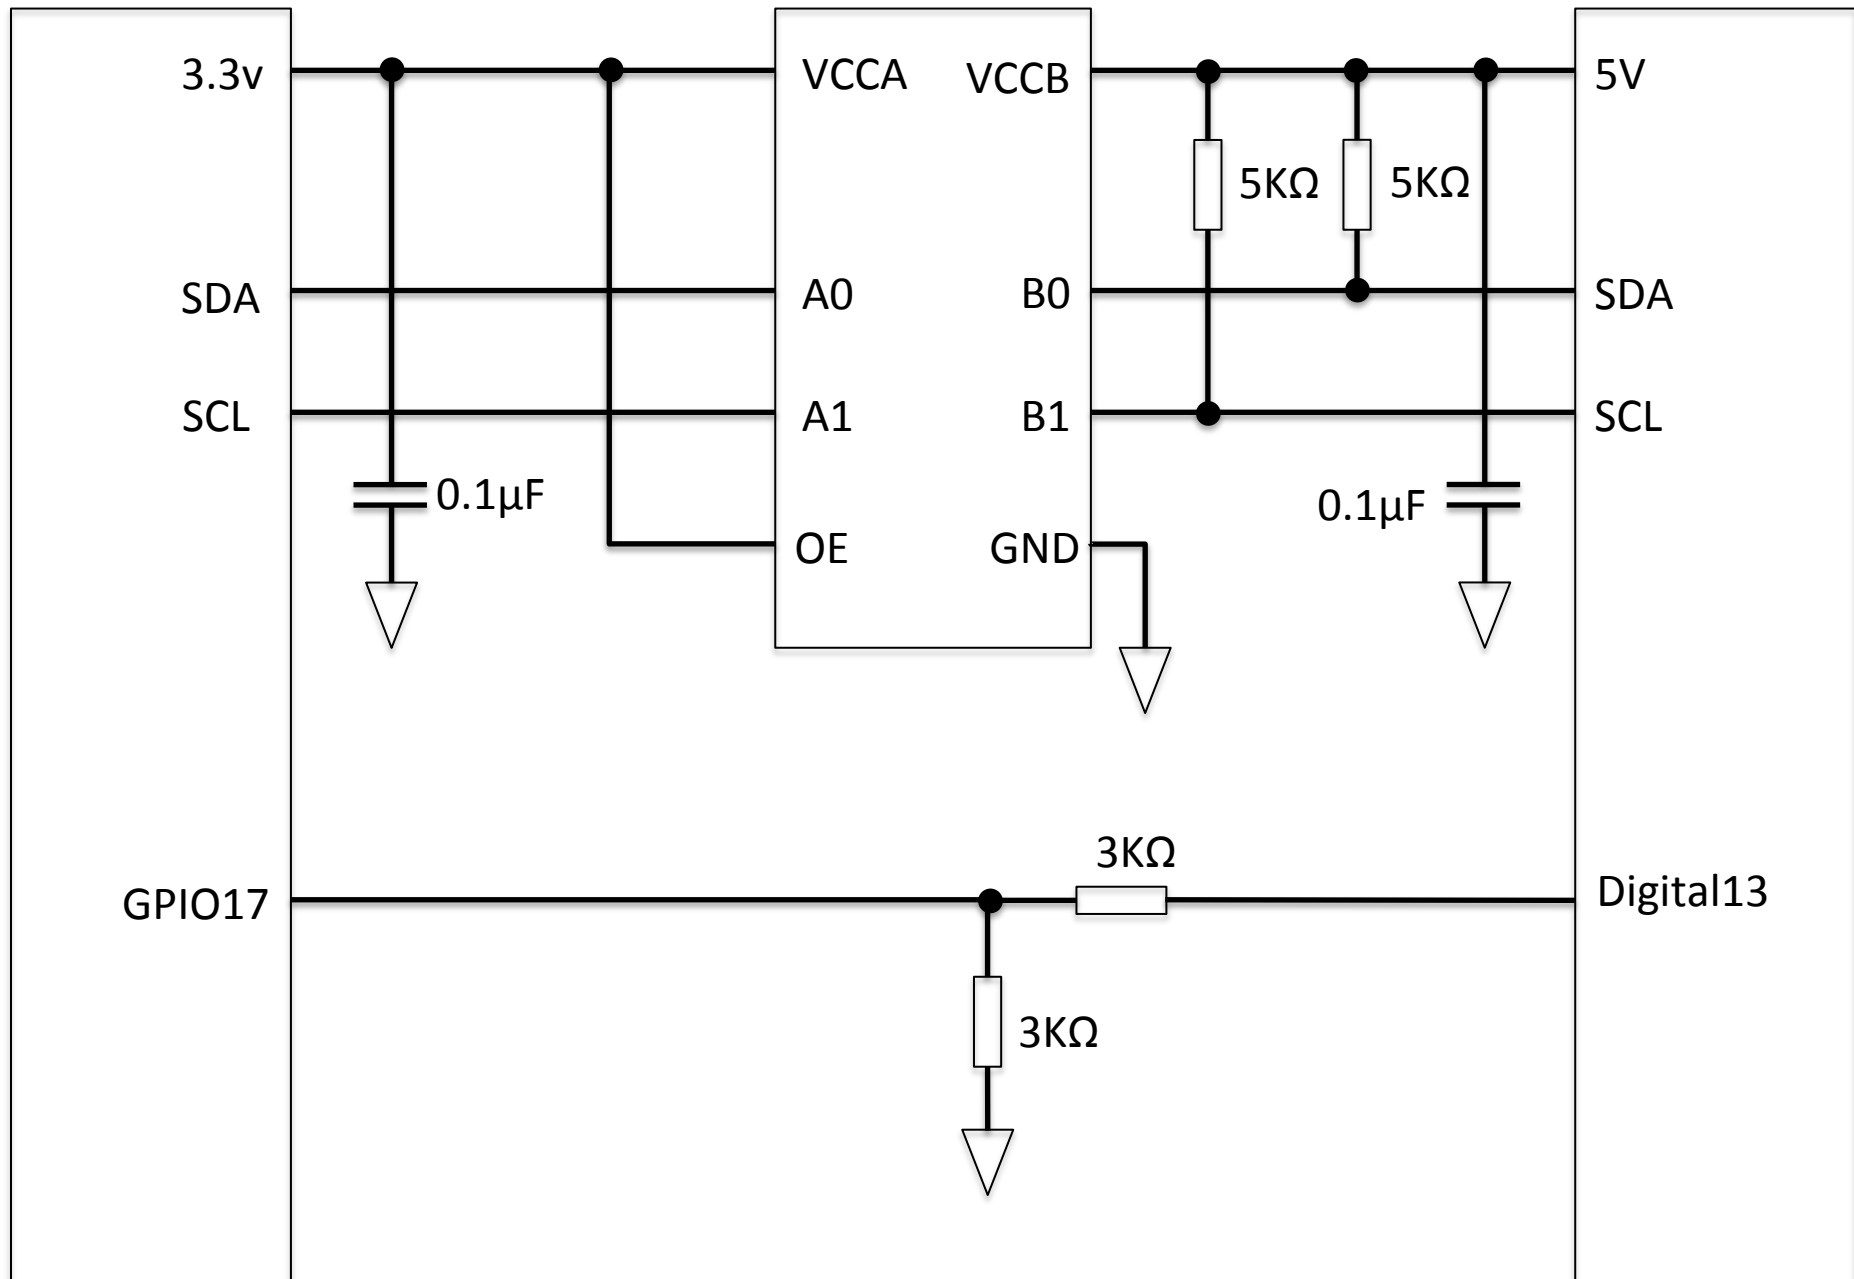 3.3v
VCCA
VCCB
5V
5KΩ
5KΩ
SDA
A0
B0
SDA
SCL
A1
B1
SCL
0.1μF
0.1μF
OE
GND
3KΩ
GPIO17
Digital13
3KΩ